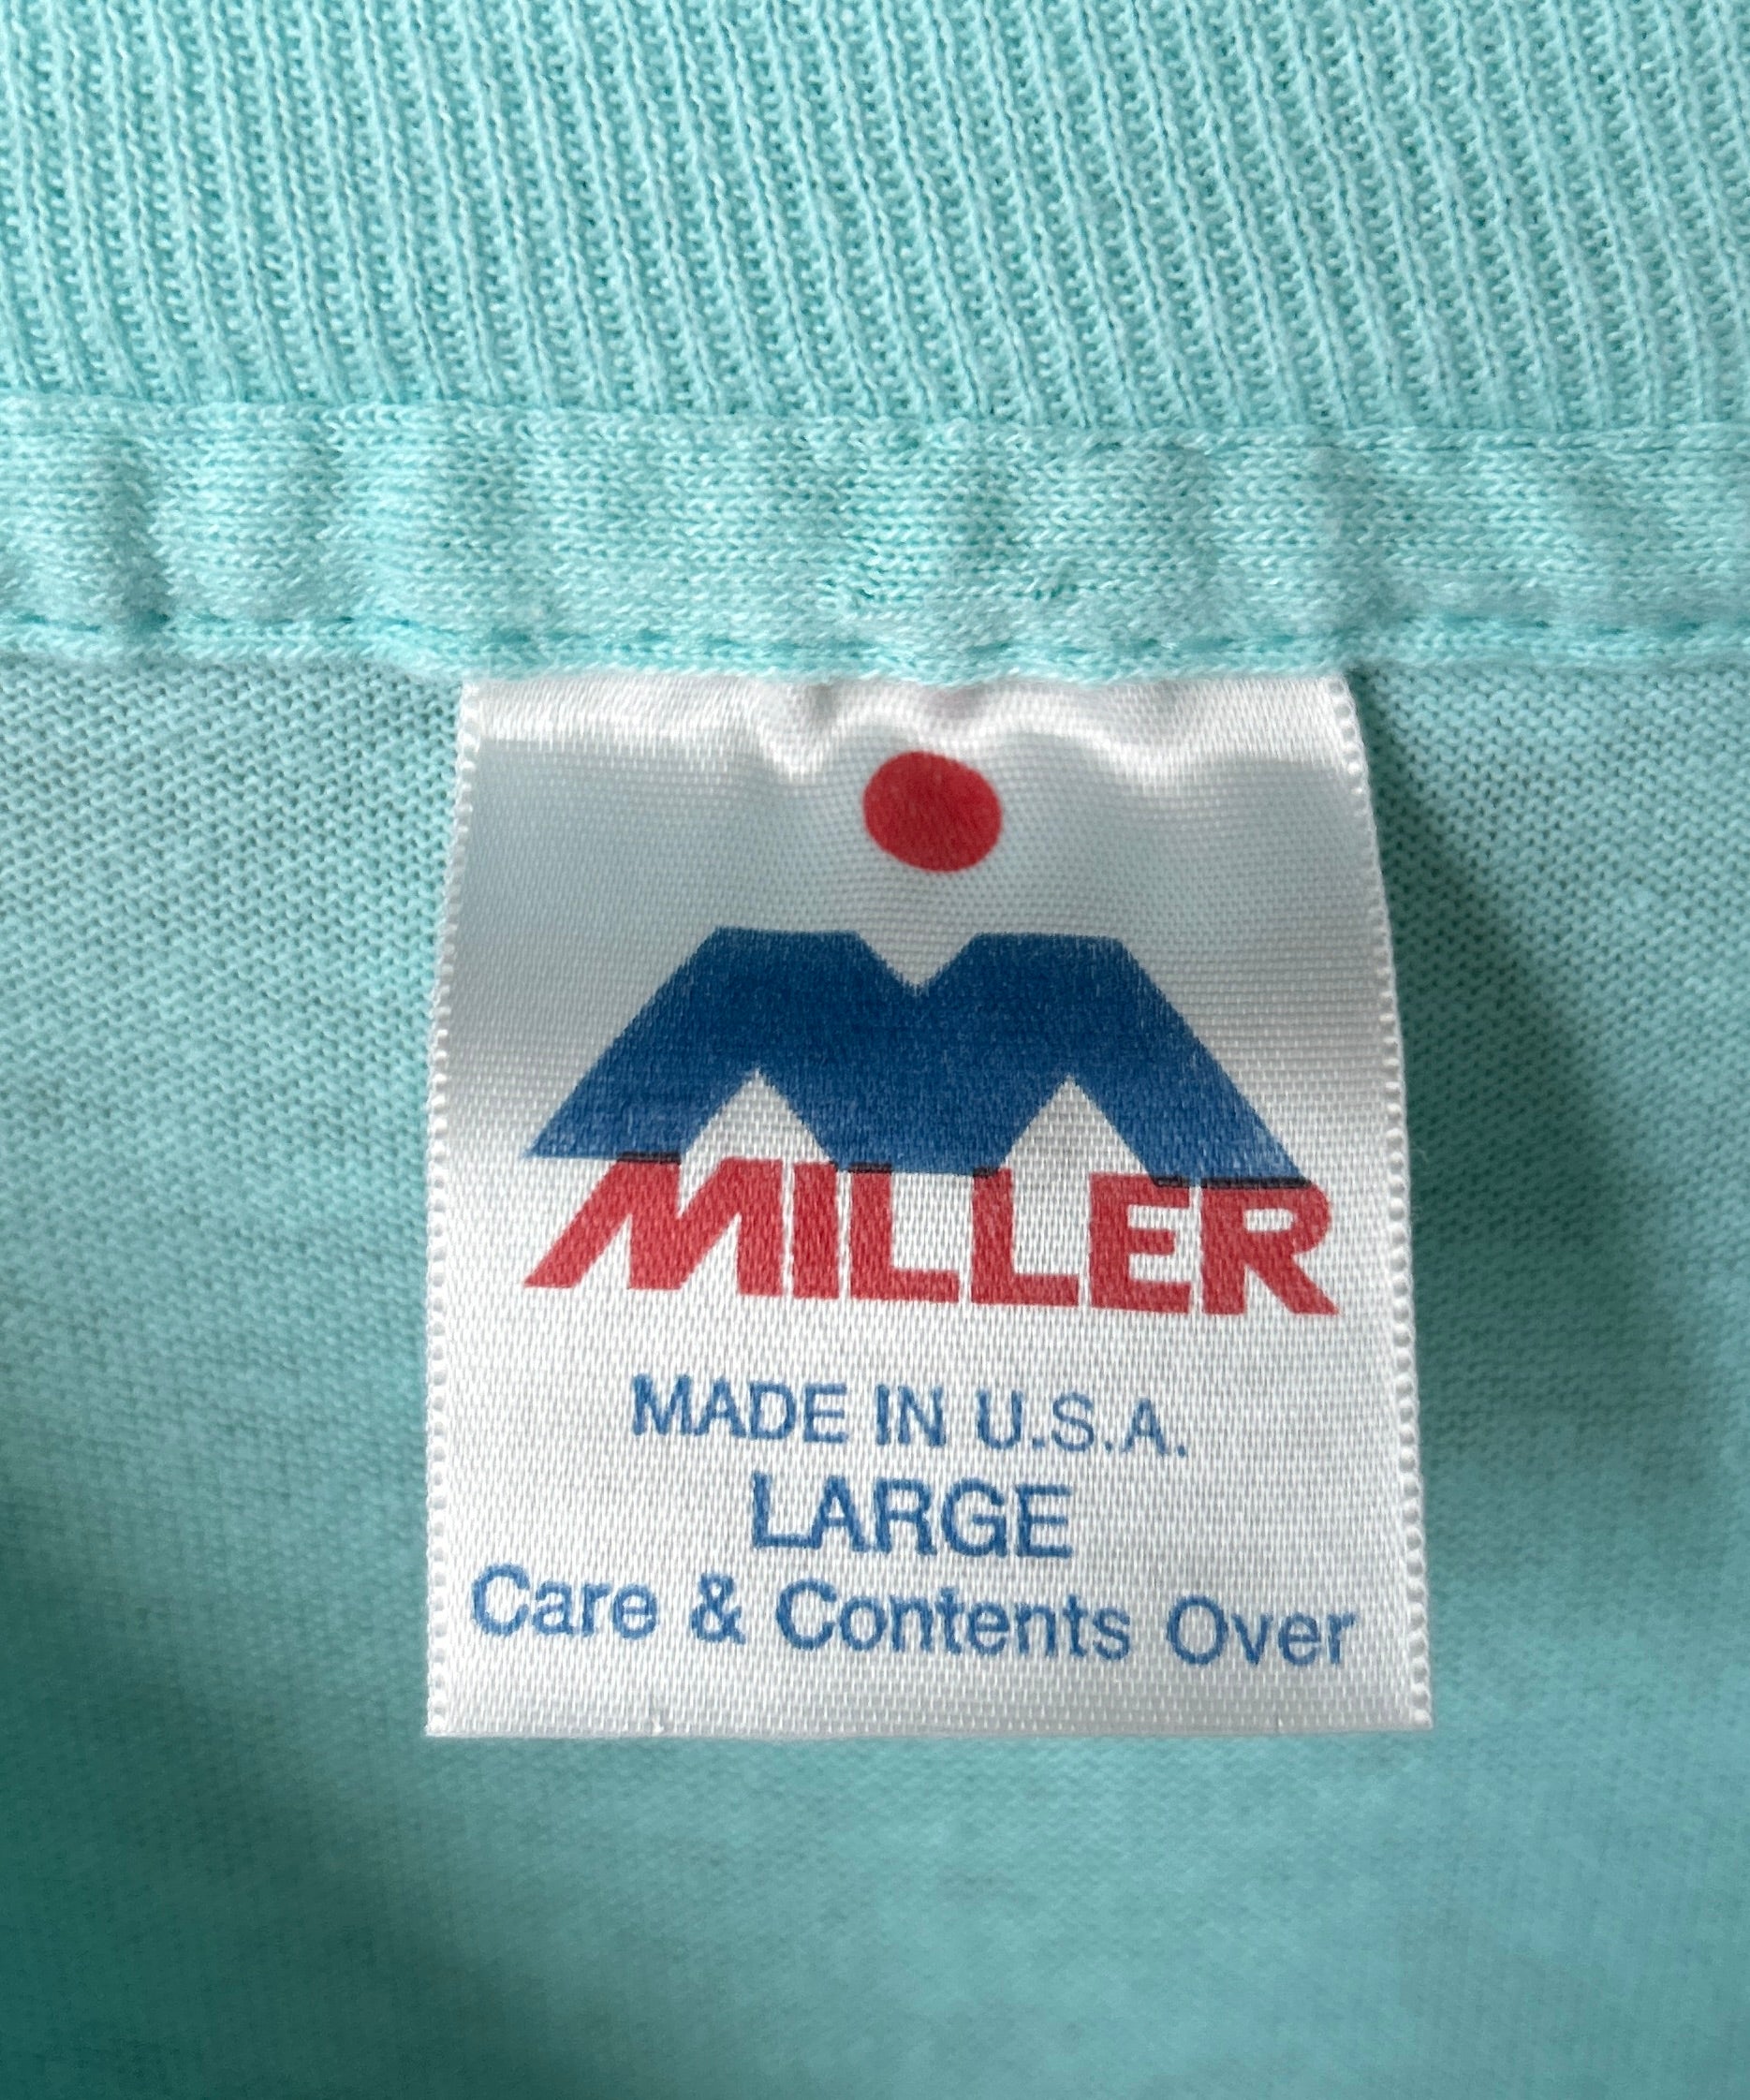 MILLER
MADE IN U.S.A.
LARGE
Care & Contents Over